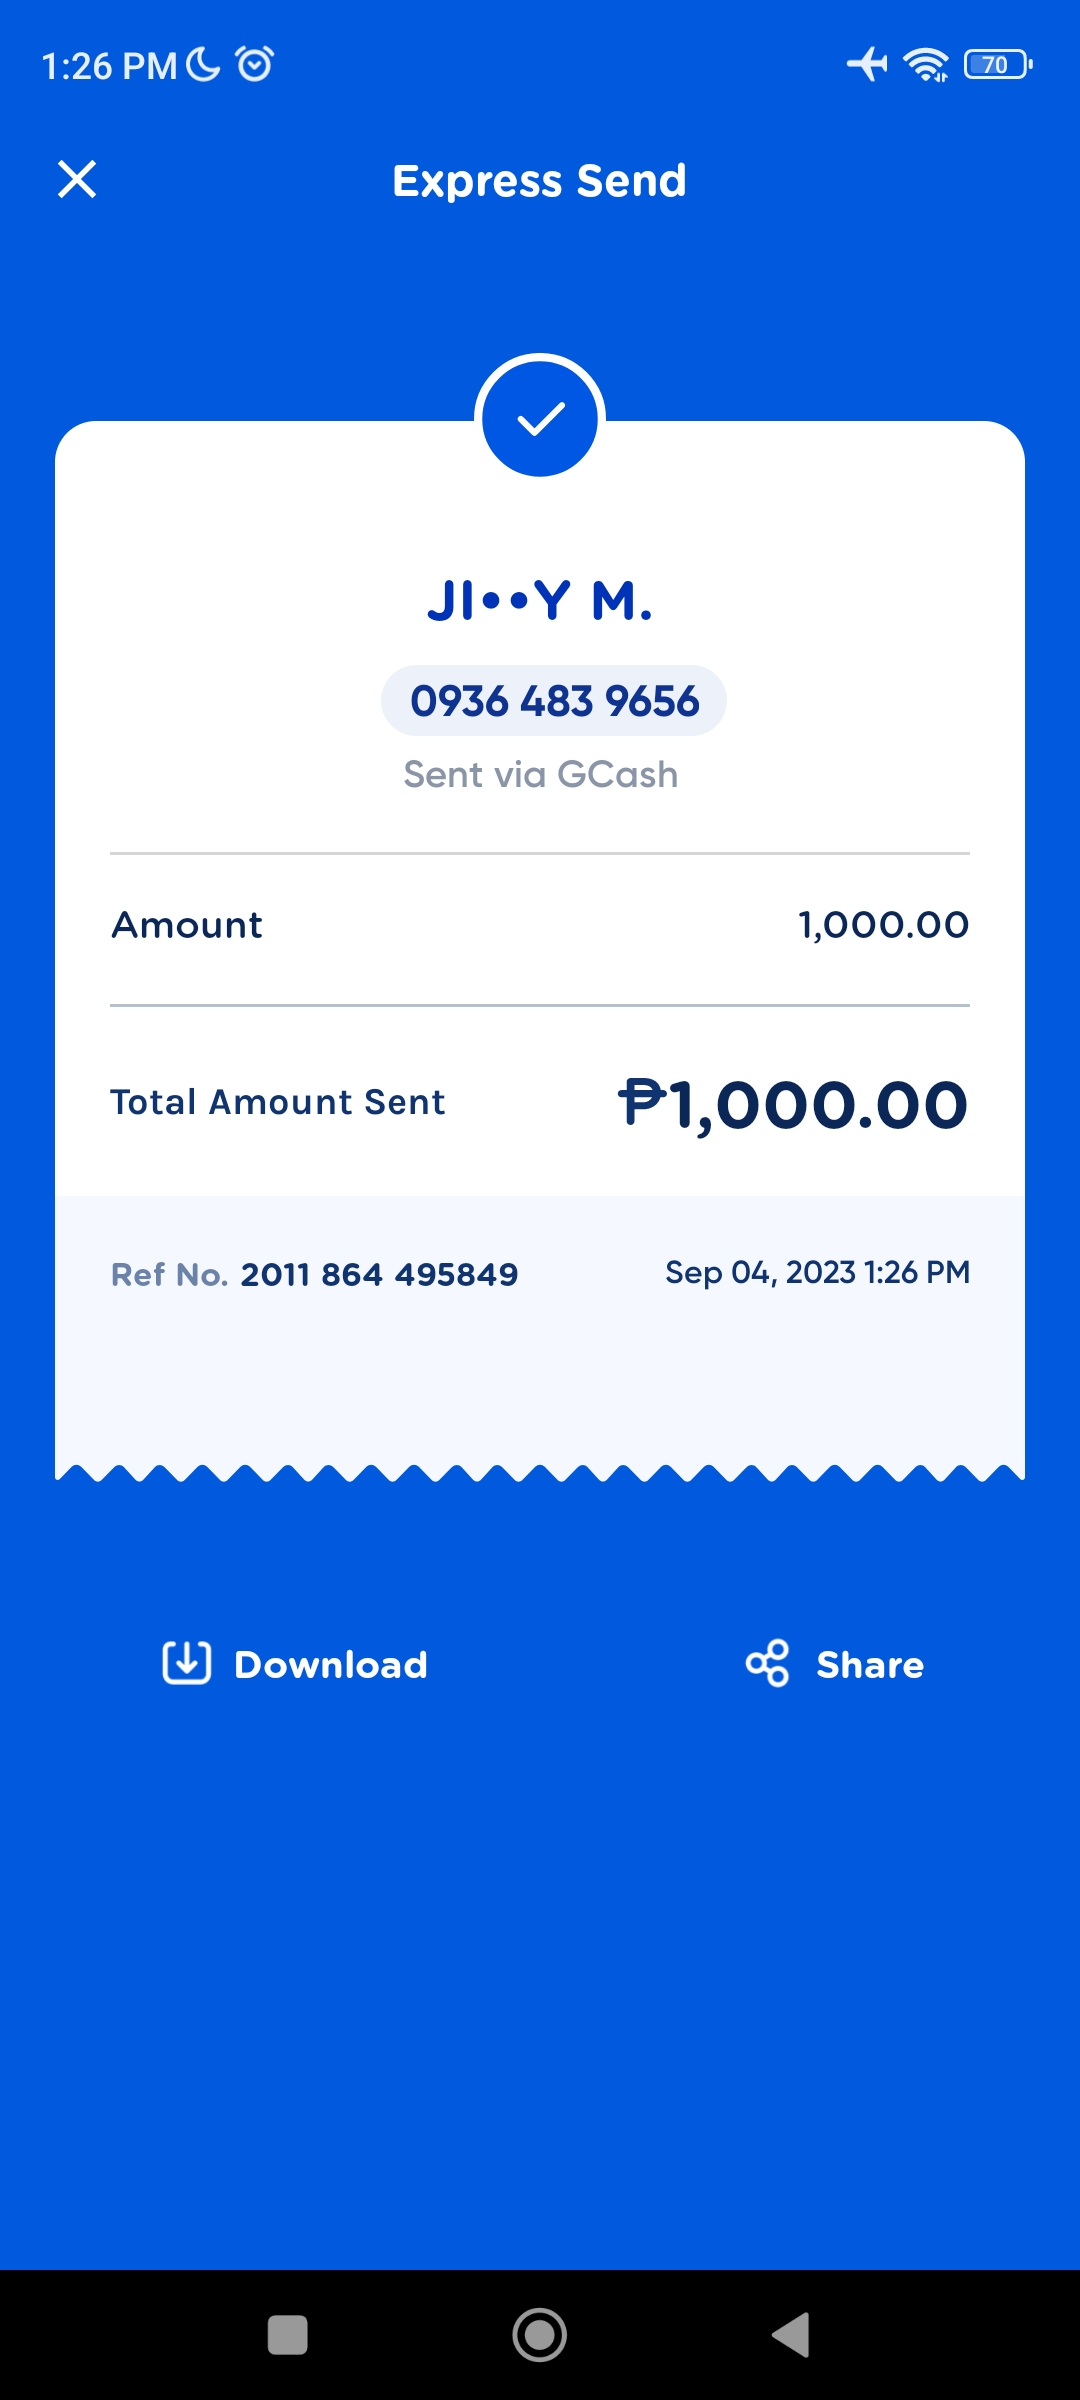 1:26 PM
70
Express Send
JI••Y M.
0936 483 9656
Sent via GCash
Amount 1,000.00
Total Amount Sent ₱1,000.00
Ref No. 2011 864 495849 Sep 04, 2023 1:26 PM
Download Share